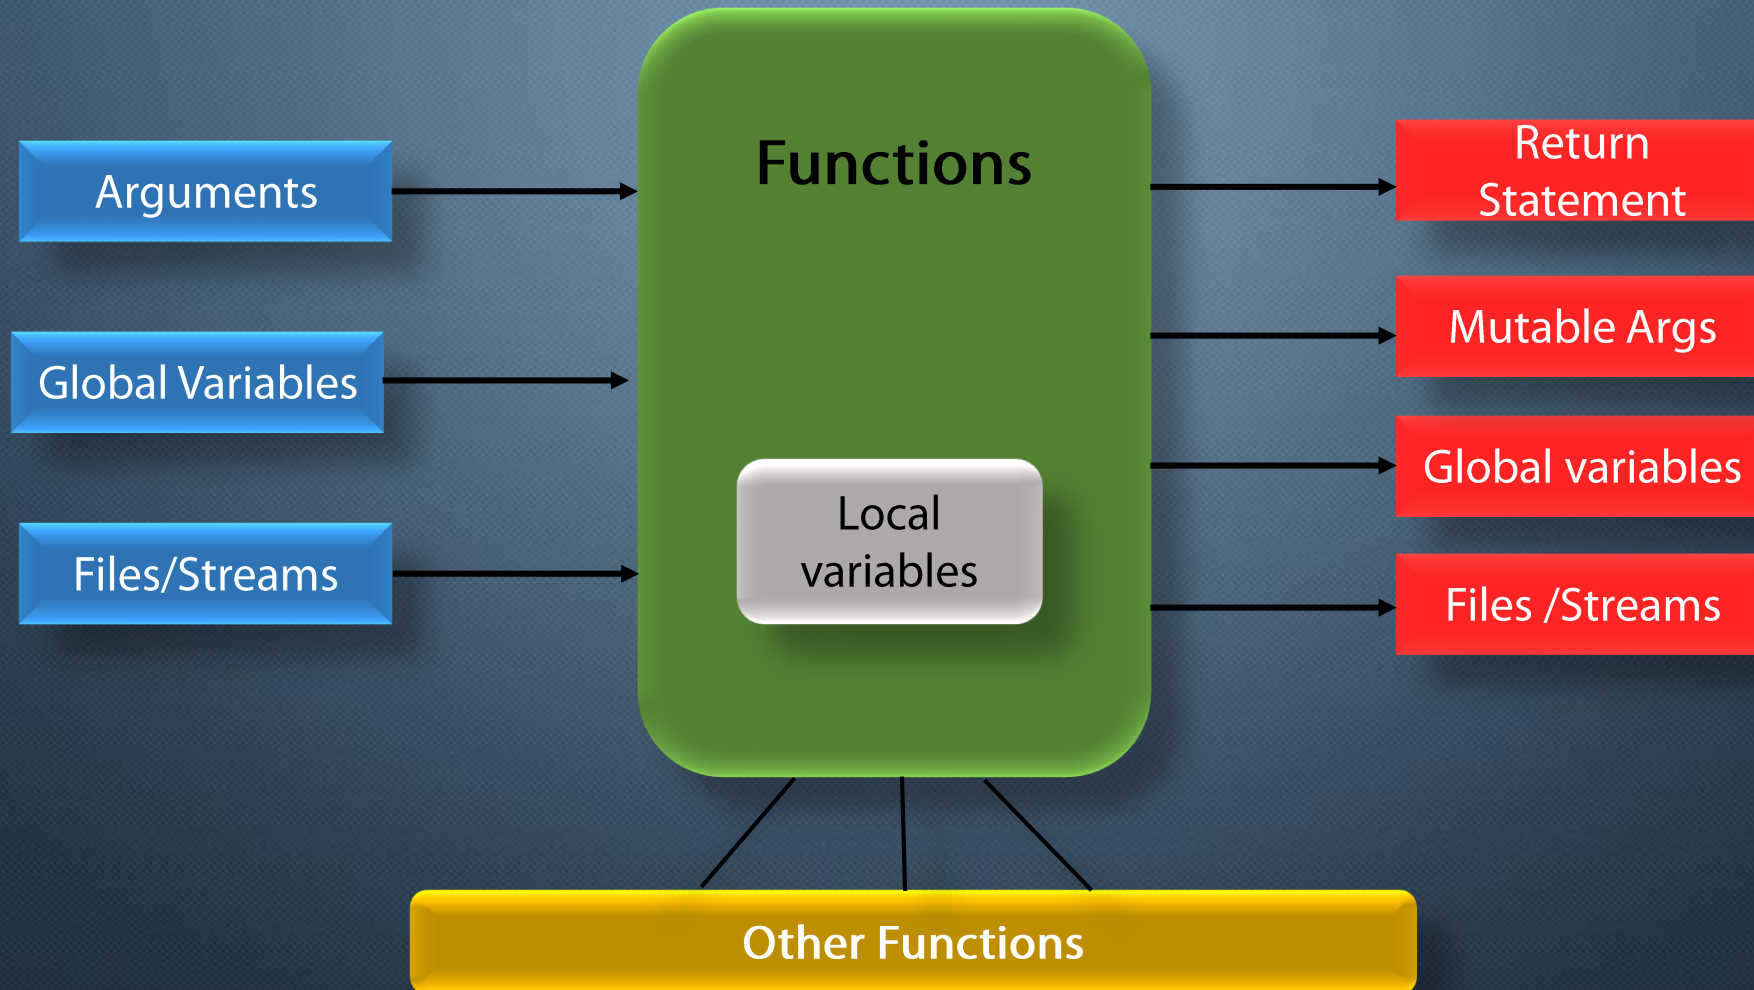 Functions
Arguments
Global Variables
Files/Streams
Local
variables
Return
Statement
Mutable Args
Global variables
Files /Streams
Other Functions